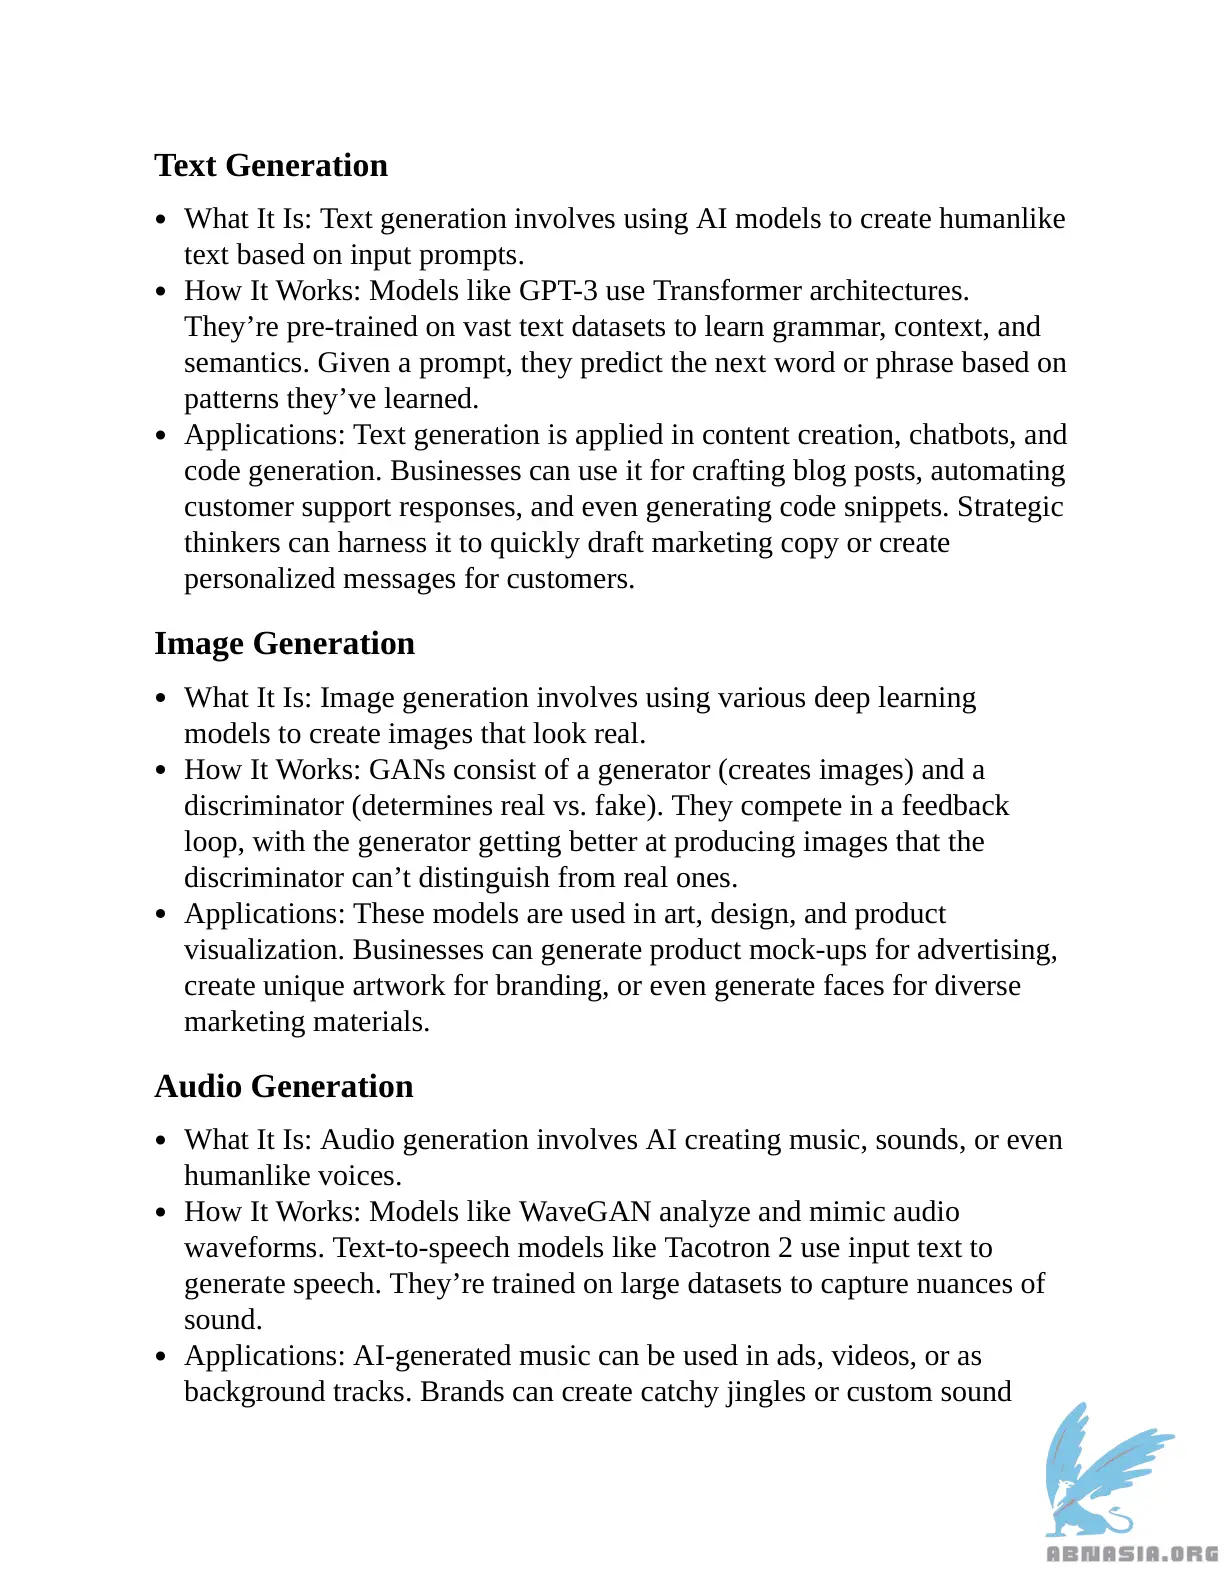 Text Generation
• What It Is: Text generation involves using AI models to create humanlike
text based on input prompts.
• How It Works: Models like GPT-3 use Transformer architectures.
They’re pre-trained on vast text datasets to learn grammar, context, and
semantics. Given a prompt, they predict the next word or phrase based on
patterns they’ve learned.
• Applications: Text generation is applied in content creation, chatbots, and
code generation. Businesses can use it for crafting blog posts, automating
customer support responses, and even generating code snippets. Strategic
thinkers can harness it to quickly draft marketing copy or create
personalized messages for customers.
Image Generation
• What It Is: Image generation involves using various deep learning
models to create images that look real.
• How It Works: GANs consist of a generator (creates images) and a
discriminator (determines real vs. fake). They compete in a feedback
loop, with the generator getting better at producing images that the
discriminator can’t distinguish from real ones.
• Applications: These models are used in art, design, and product
visualization. Businesses can generate product mock-ups for advertising,
create unique artwork for branding, or even generate faces for diverse
marketing materials.
Audio Generation
• What It Is: Audio generation involves AI creating music, sounds, or even
humanlike voices.
• How It Works: Models like WaveGAN analyze and mimic audio
waveforms. Text-to-speech models like Tacotron 2 use input text to
generate speech. They’re trained on large datasets to capture nuances of
sound.
• Applications: AI-generated music can be used in ads, videos, or as
background tracks. Brands can create catchy jingles or custom sound
ABNASIA.ORG